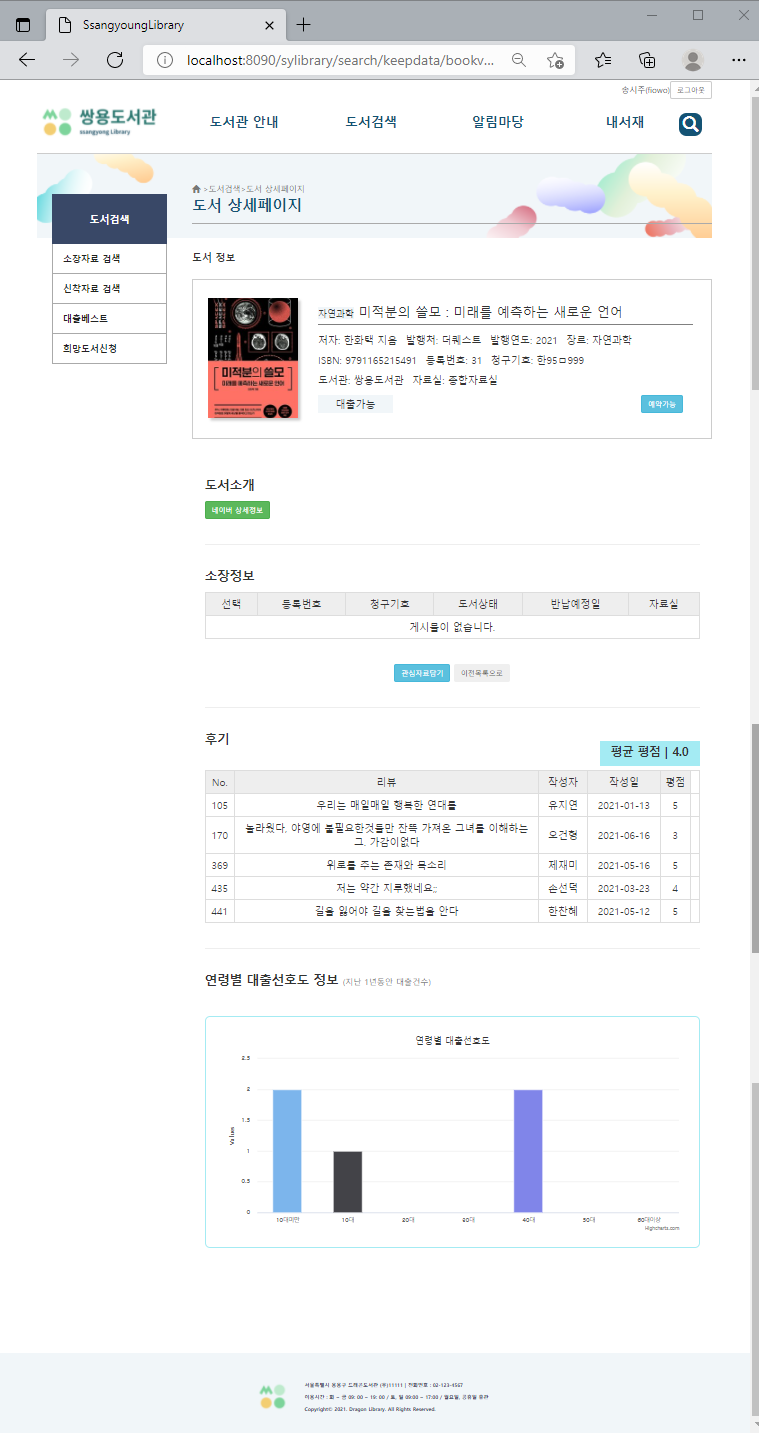 SsangyoungLibrary
localhost:8090/sylibrary/search/keepdata/bookv...
송시주(fiowo) 로그아웃
쌍용도서관
ssangyong Library
도서관 안내 도서검색 알림마당 내서재
>도서검색>도서 상세페이지
도서 상세페이지
도서검색
소장자료 검색
신착자료 검색
대출베스트
희망도서신청
도서 정보
미적분의 쓸모
미래를 예측하는 새로운 언어
자연과학 미적분의 쓸모 : 미래를 예측하는 새로운 언어
저자: 한화택 지음 발행처: 더퀘스트 발행연도: 2021 장르: 자연과학
ISBN: 9791165215491 등록번호: 31 청구기호: 한95ㅁ999
도서관: 쌍용도서관 자료실: 종합자료실
대출가능 예약가능
도서소개
네이버 상세정보
소장정보
선택 등록번호 청구기호 도서상태 반납예정일 자료실
게시물이 없습니다.
관심자료담기 이전목록으로
후기
평균 평점 | 4.0
No. 리뷰 작성자 작성일 평점
105 우리는 매일매일 행복한 연대를 유지연 2021-01-13 5
170 놀라웠다, 야영에 불필요한것들만 잔뜩 가져온 그녀를 이해하는 그. 가감이없다 오건형 2021-06-16 3
369 위로를 주는 존재와 목소리 제재미 2021-05-16 5
435 저는 약간 지루했네요;; 손선덕 2021-03-23 4
441 길을 잃어야 길을 찾는법을 안다 한찬혜 2021-05-12 5
연령별 대출선호도 정보 (지난 1년동안 대출건수)
연령별 대출선호도
Values
2.5
2
1.5
1
0.5
0
10대미만 10대 20대 30대 40대 50대 60대이상
Highcharts.com
서울특별시 용용구 드래곤도서관 (우)11111 | 전화번호 : 02-123-4567
이용시간 : 화 ~ 금 09:00 ~ 19:00 / 토, 일 09:00 ~ 17:00 / 월요일, 공휴일 휴관
Copyright© 2021. Dragon Library. All Rights Reserved.